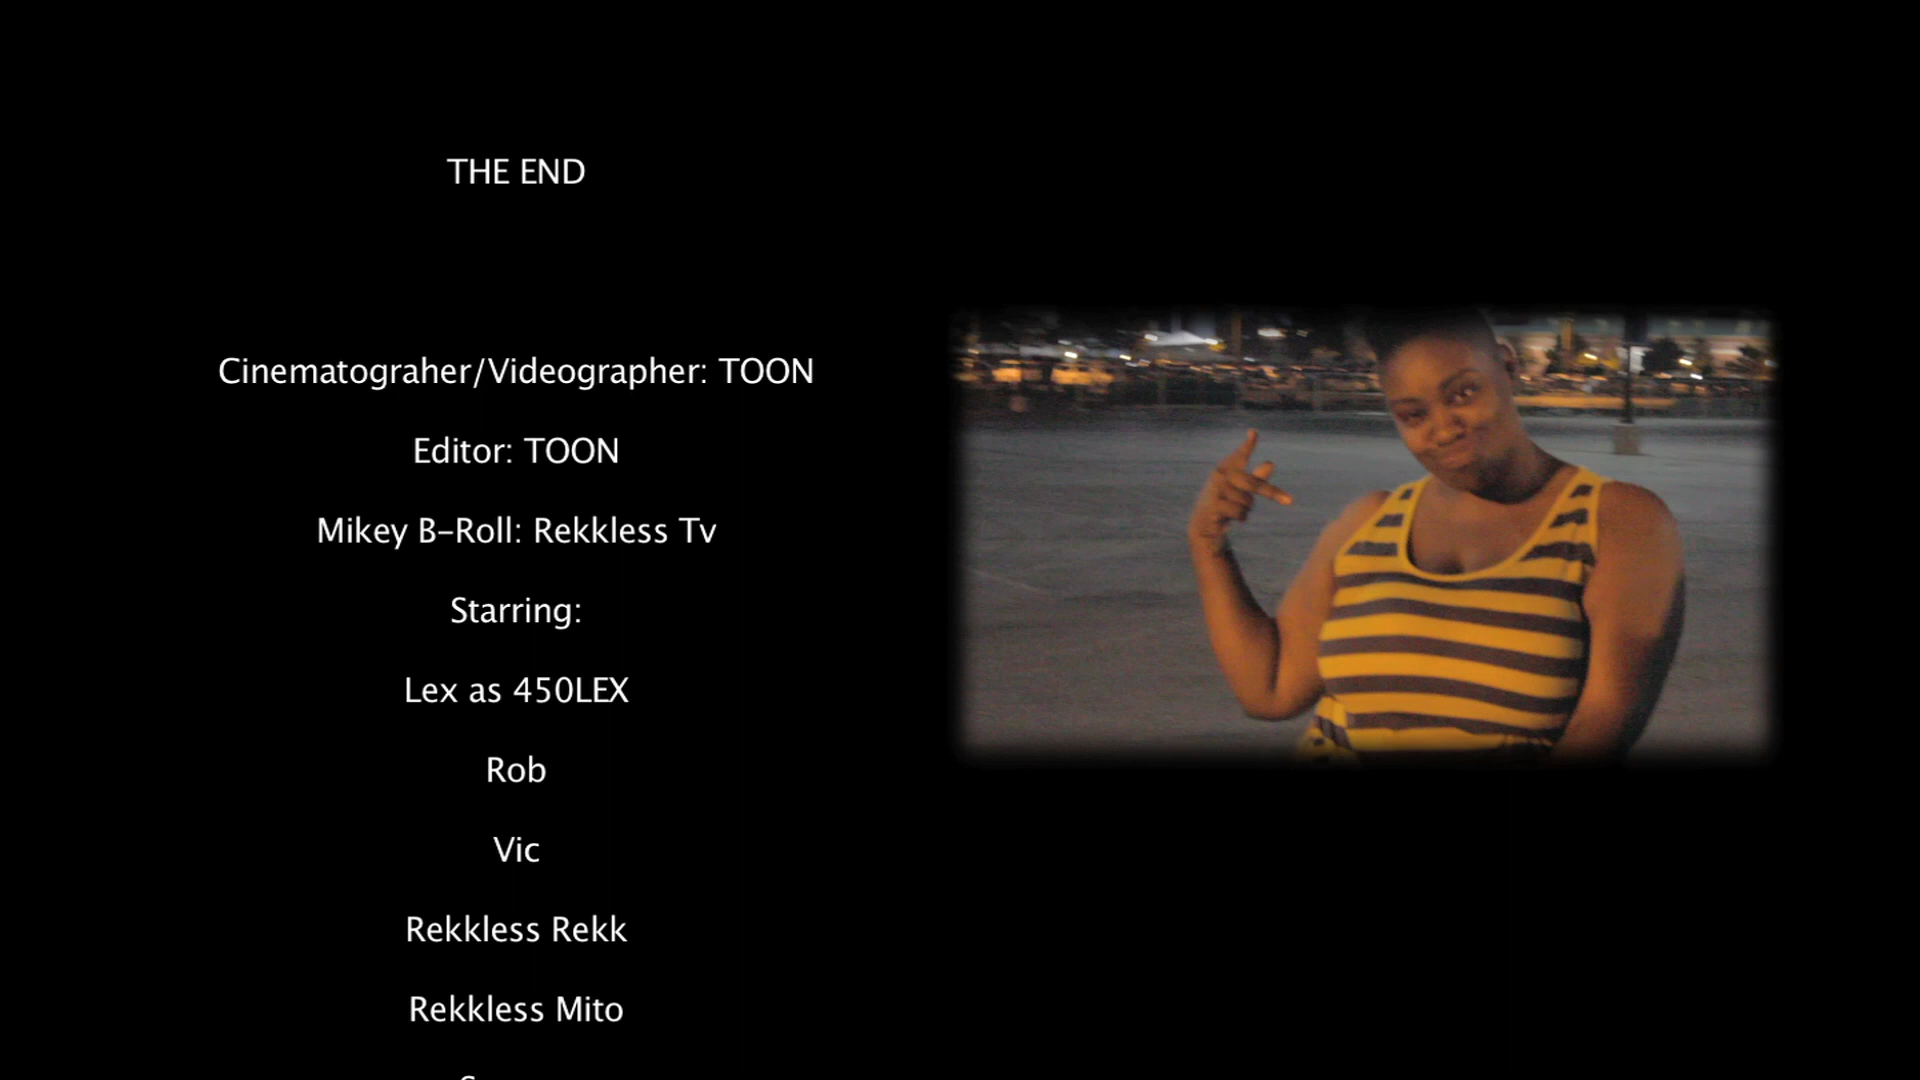 THE END
Cinematograher/Videographer: TOON
Editor: TOON
Mikey B-Roll: Rekkless Tv
Starring:
Lex as 450LEX
Rob
Vic
Rekkless Rekk
Rekkless Mito